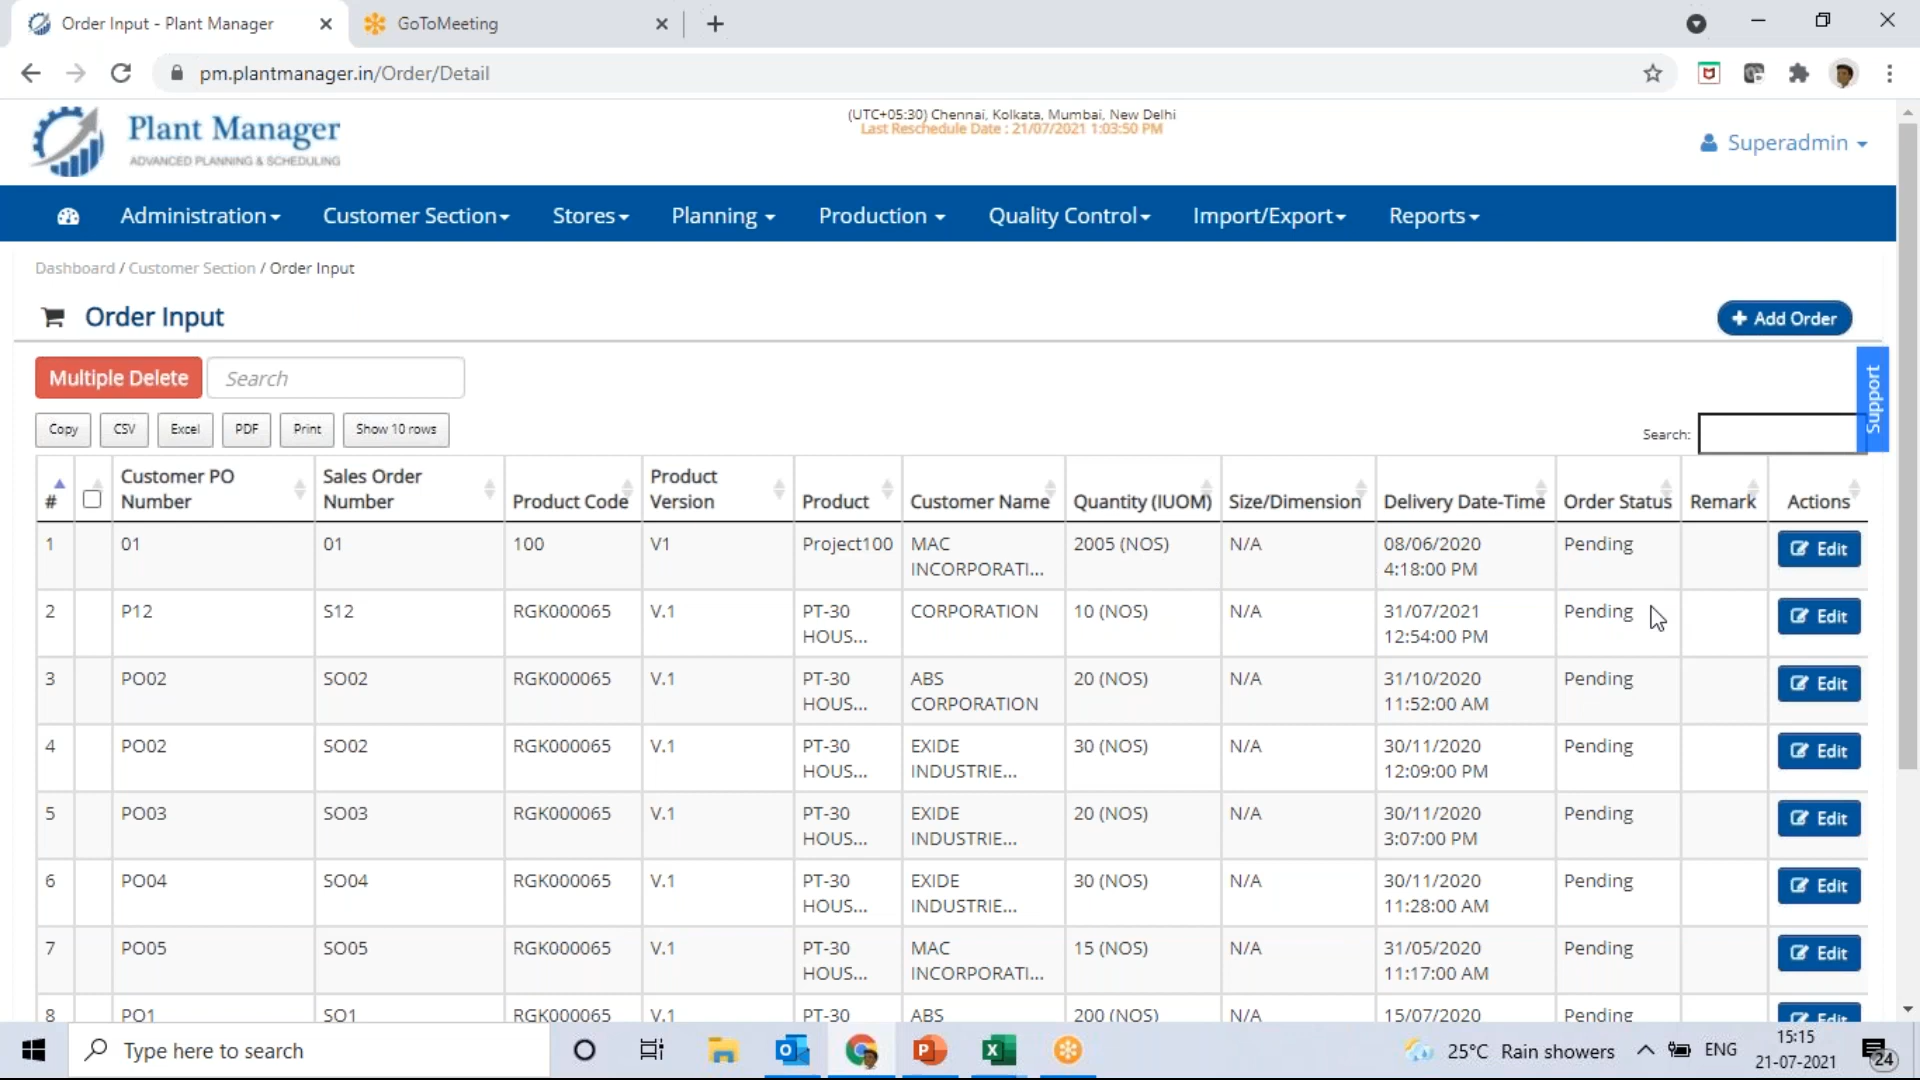 Order Input - Plant Manager
GoToMeeting
pm.plantmanager.in/Order/Detail
Plant Manager
ADVANCED PLANNING & SCHEDULING
(UTC+05:30) Chennai, Kolkata, Mumbai, New Delhi
Last Reschedule Date : 21/07/2021 1:03:50 PM
Superadmin
Administration Customer Section Stores Planning Production Quality Control Import/Export Reports
Dashboard / Customer Section / Order Input
Order Input
+ Add Order
Multiple Delete Search
Support
Copy CSV Excel PDF Print Show 10 rows
Search:
# Customer PO Number Sales Order Number Product Code Product Version Product Customer Name Quantity (IUOM) Size/Dimension Delivery Date-Time Order Status Remark Actions
1 01 01 100 V1 Project100 MAC INCORPORATI... 2005 (NOS) N/A 08/06/2020 4:18:00 PM Pending Edit
2 P12 S12 RGK000065 V.1 PT-30 HOUS... CORPORATION 10 (NOS) N/A 31/07/2021 12:54:00 PM Pending Edit
3 PO02 SO02 RGK000065 V.1 PT-30 HOUS... ABS CORPORATION 20 (NOS) N/A 31/10/2020 11:52:00 AM Pending Edit
4 PO02 SO02 RGK000065 V.1 PT-30 HOUS... EXIDE INDUSTRIE... 30 (NOS) N/A 30/11/2020 12:09:00 PM Pending Edit
5 PO03 SO03 RGK000065 V.1 PT-30 HOUS... EXIDE INDUSTRIE... 20 (NOS) N/A 30/11/2020 3:07:00 PM Pending Edit
6 PO04 SO04 RGK000065 V.1 PT-30 HOUS... EXIDE INDUSTRIE... 30 (NOS) N/A 30/11/2020 11:28:00 AM Pending Edit
7 PO05 SO05 RGK000065 V.1 PT-30 HOUS... MAC INCORPORATI... 15 (NOS) N/A 31/05/2020 11:17:00 AM Pending Edit
8 PO1 SO1 RGK000065 V.1 PT-30 ABS 200 (NOS) N/A 15/07/2020 Pending Edit
Type here to search
25°C Rain showers
ENG
15:15
21-07-2021
24